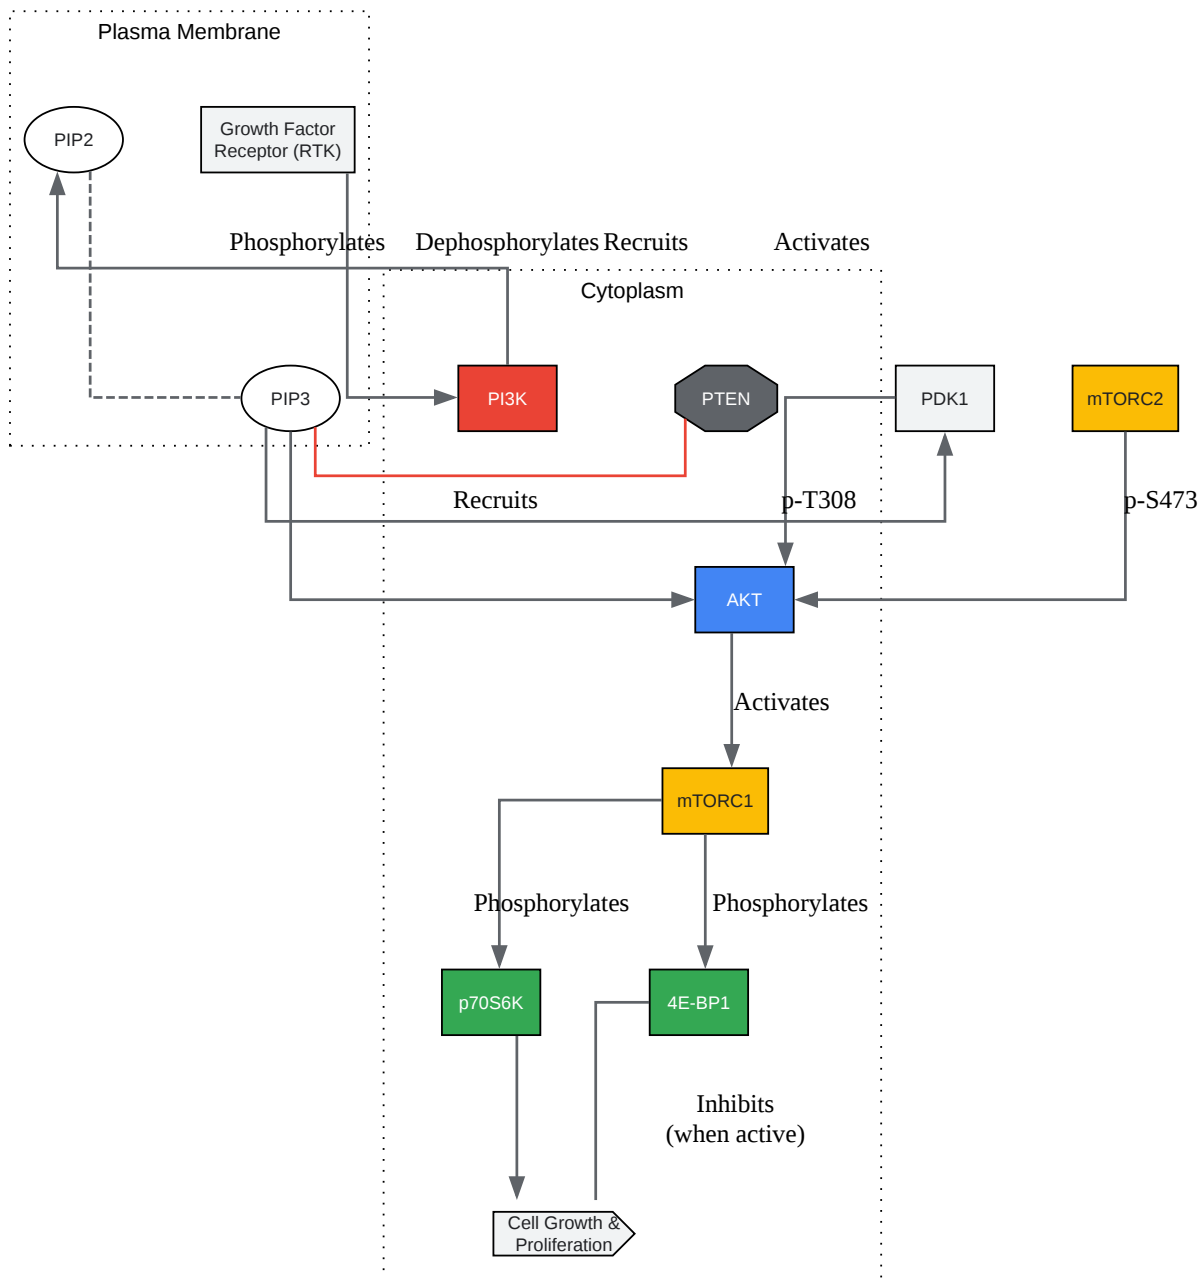 Plasma Membrane
PIP2
Growth Factor
Receptor (RTK)
Phosphorylates
Dephosphorylates
Recruits
Activates
Cytoplasm
PIP3
PI3K
PTEN
PDK1
mTORC2
Recruits
p-T308
p-S473
AKT
Activates
mTORC1
Phosphorylates
Phosphorylates
p70S6K
4E-BP1
Inhibits
(when active)
Cell Growth &
Proliferation